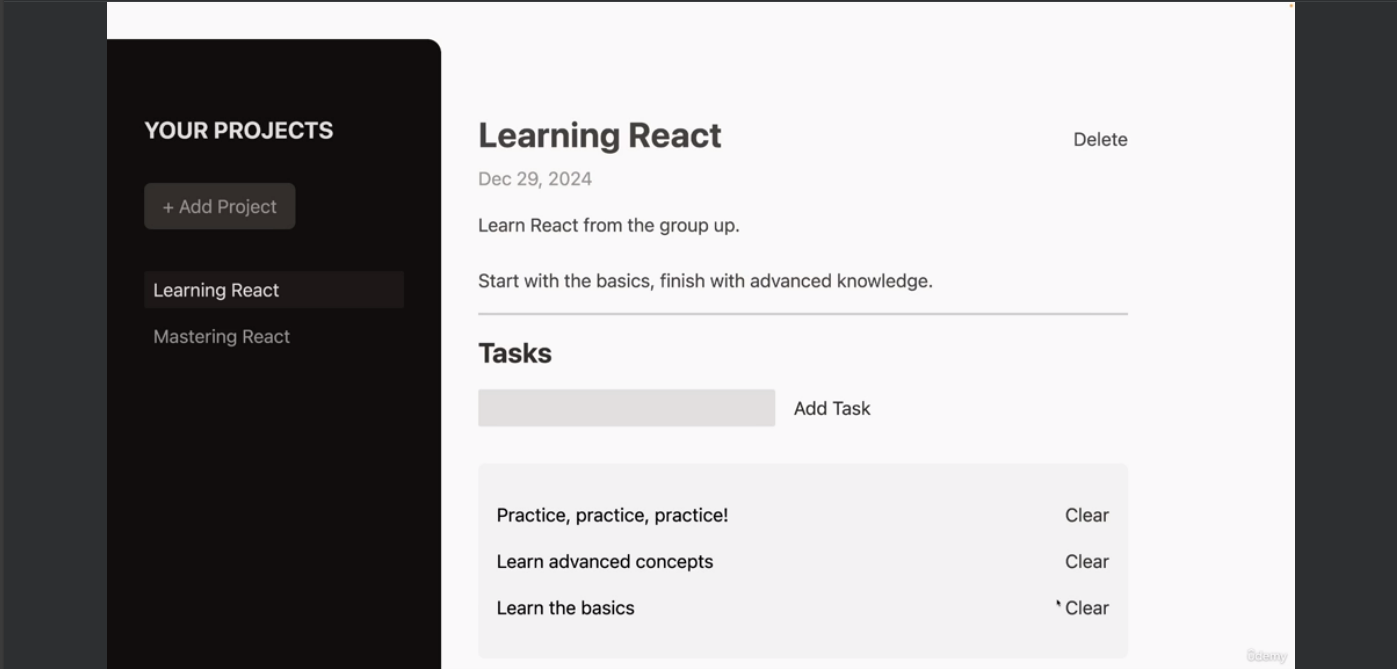 YOUR PROJECTS
+ Add Project
Learning React
Mastering React
Learning React
Delete
Dec 29, 2024
Learn React from the group up.
Start with the basics, finish with advanced knowledge.
Tasks
Add Task
Practice, practice, practice!
Clear
Learn advanced concepts
Clear
Learn the basics
Clear
ûdemy